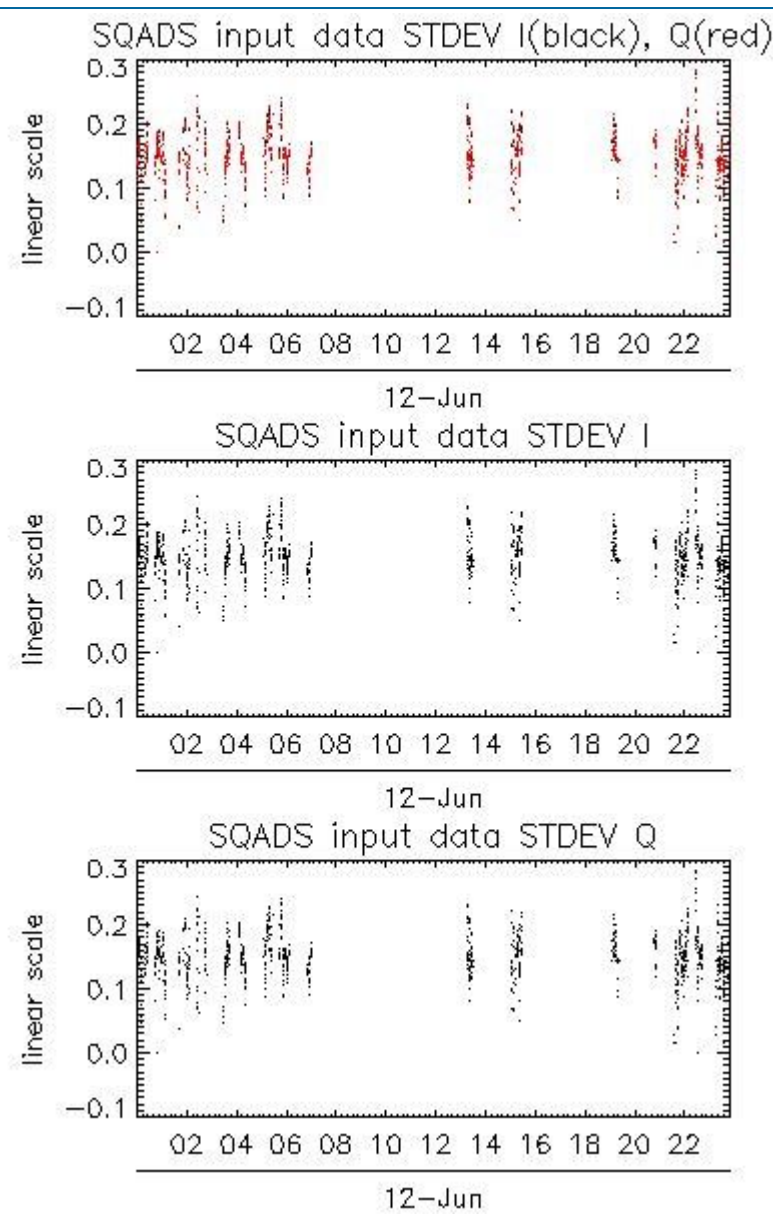 SQADS input data STDEV I(black), Q(red)
0.3
0.2
0.1
0.0
−0.1
linear scale
02 04 06 08 10 12 14 16 18 20 22
12−Jun
SQADS input data STDEV I
0.3
0.2
0.1
0.0
−0.1
linear scale
02 04 06 08 10 12 14 16 18 20 22
12−Jun
SQADS input data STDEV Q
0.3
0.2
0.1
0.0
−0.1
linear scale
02 04 06 08 10 12 14 16 18 20 22
12−Jun